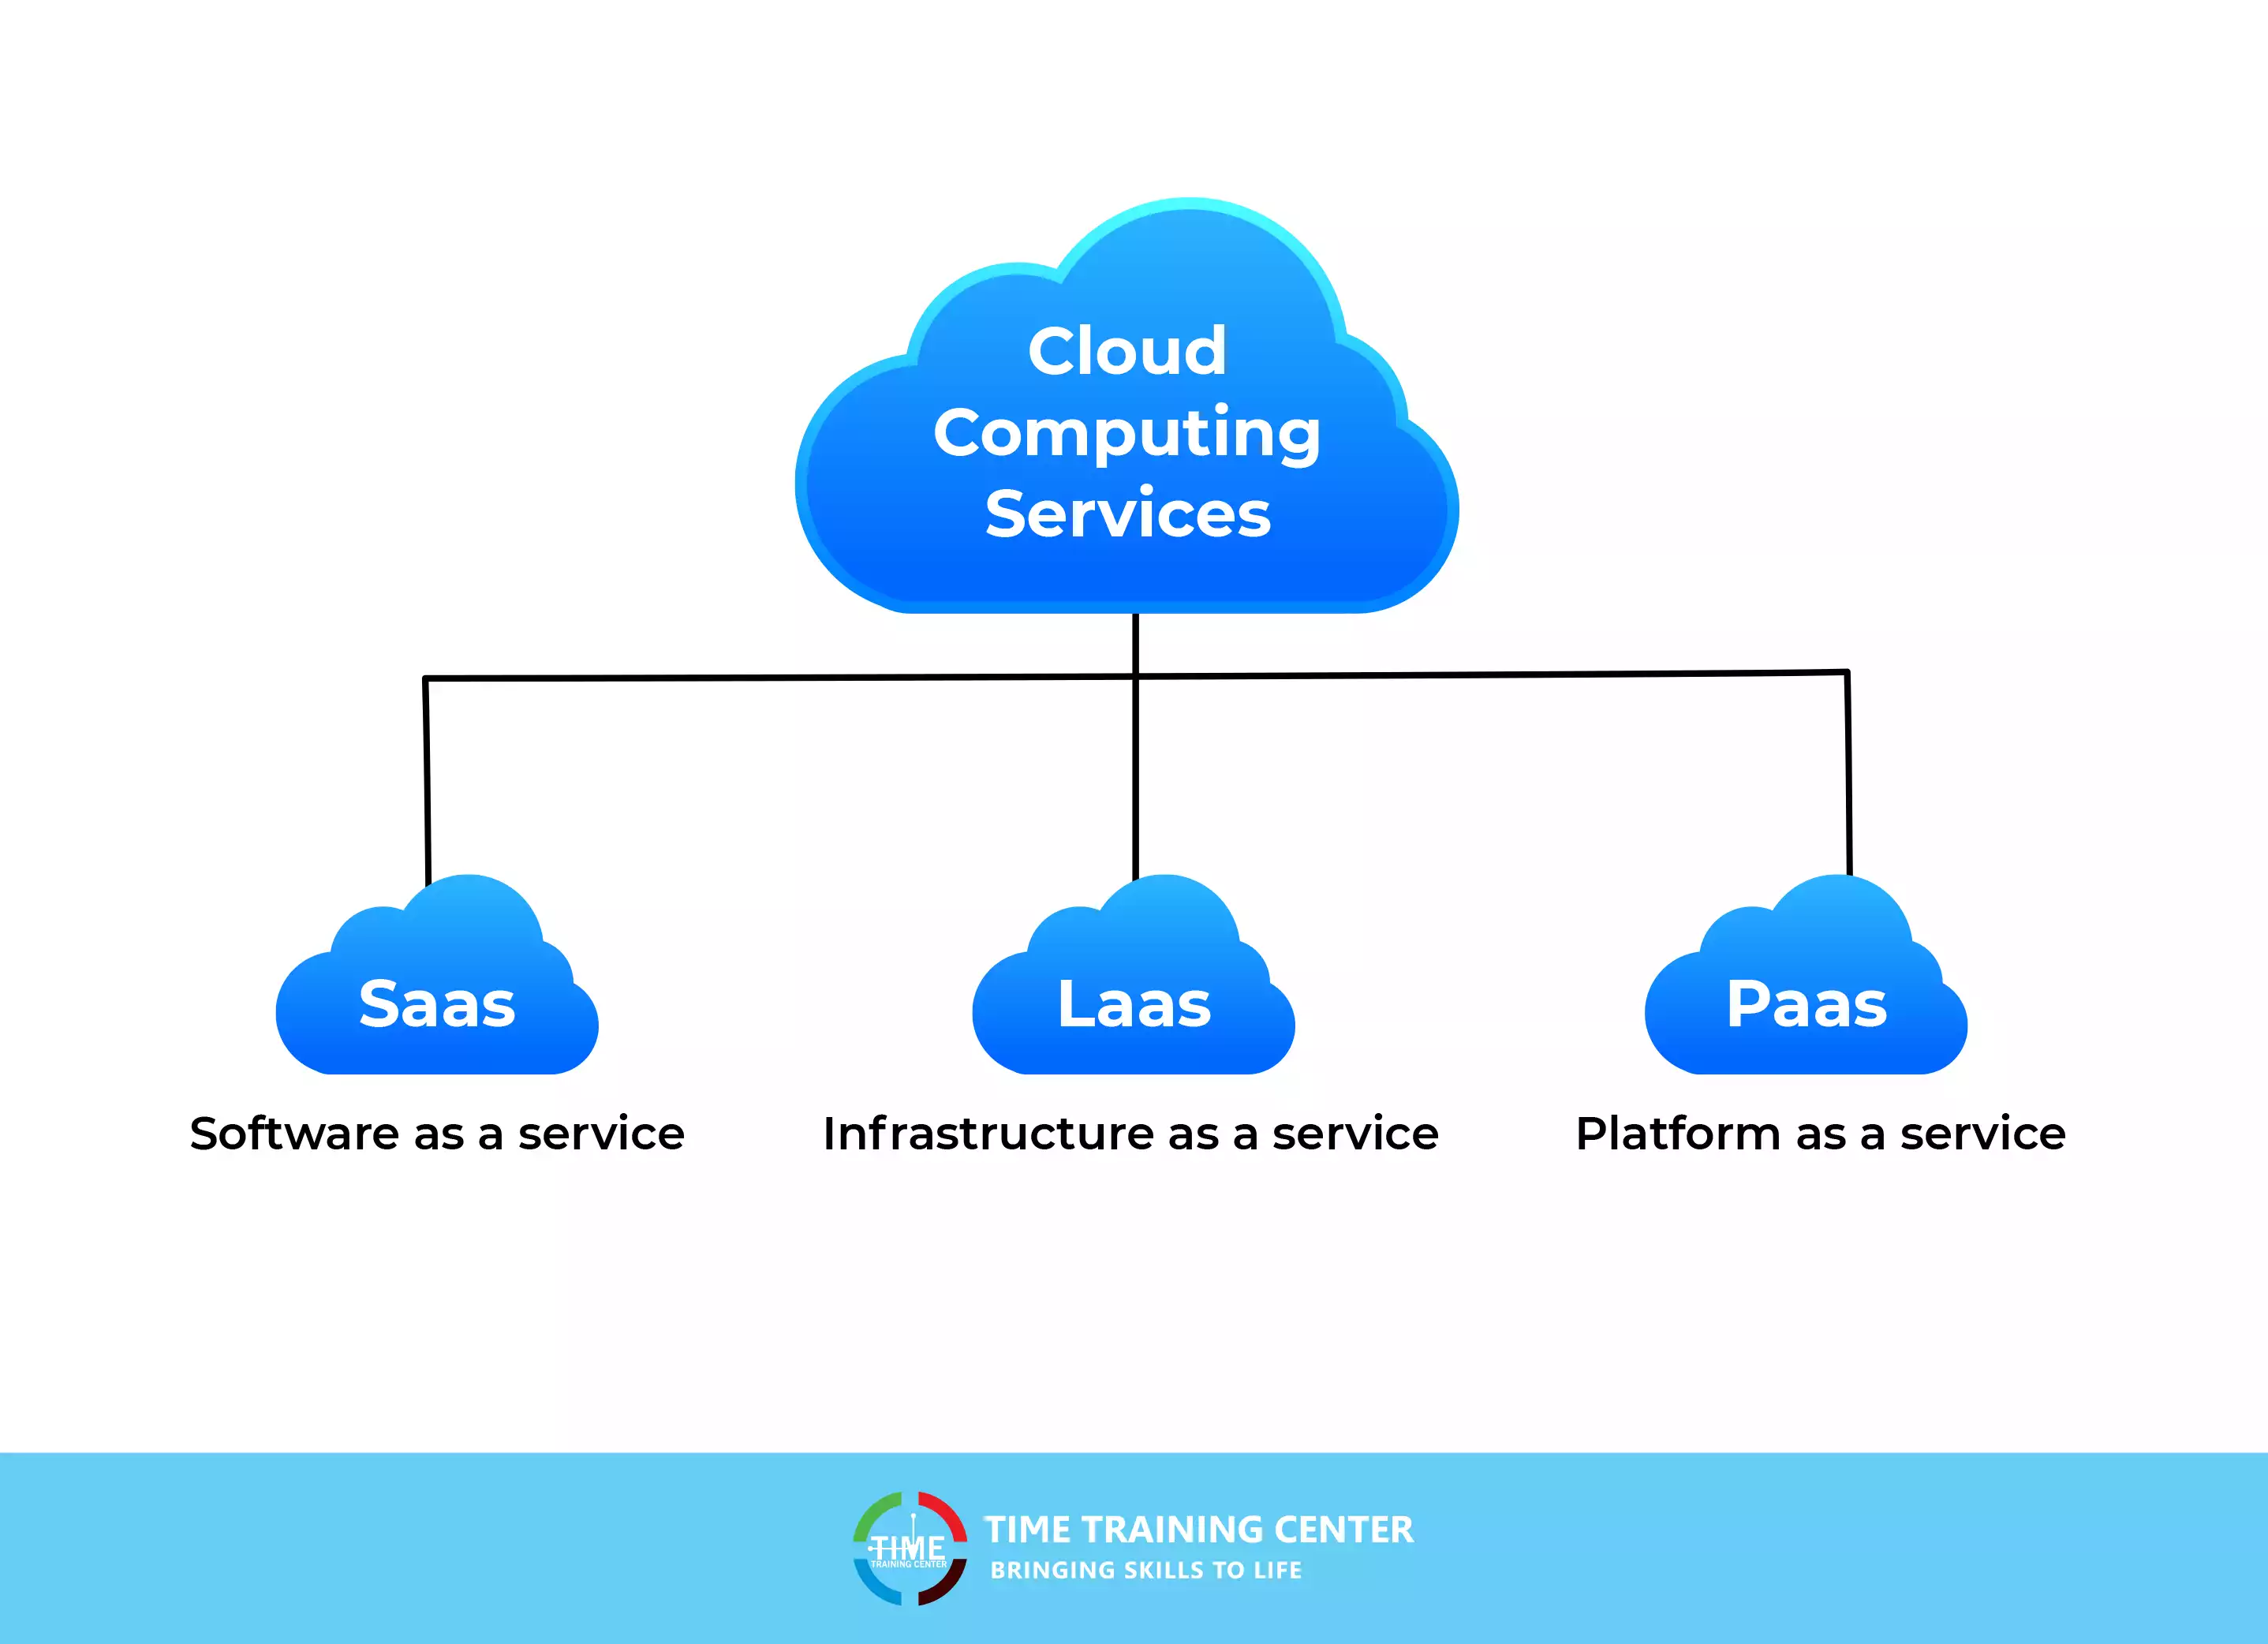 Cloud
Computing
Services
Saas
Laas
Paas
Software as a service
Infrastructure as a service
Platform as a service
TIME
TRAINING CENTER
TIME TRAINING CENTER
BRINGING SKILLS TO LIFE